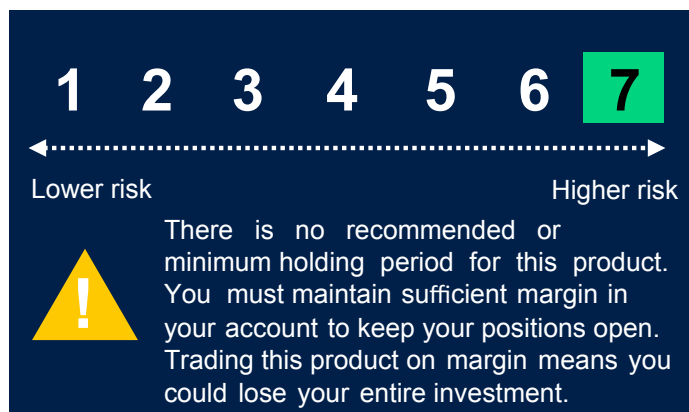 1 2 3 4 5 6 7
Lower risk Higher risk
There is no recommended or
minimum holding period for this product.
You must maintain sufficient margin in
your account to keep your positions open.
Trading this product on margin means you
could lose your entire investment.
!